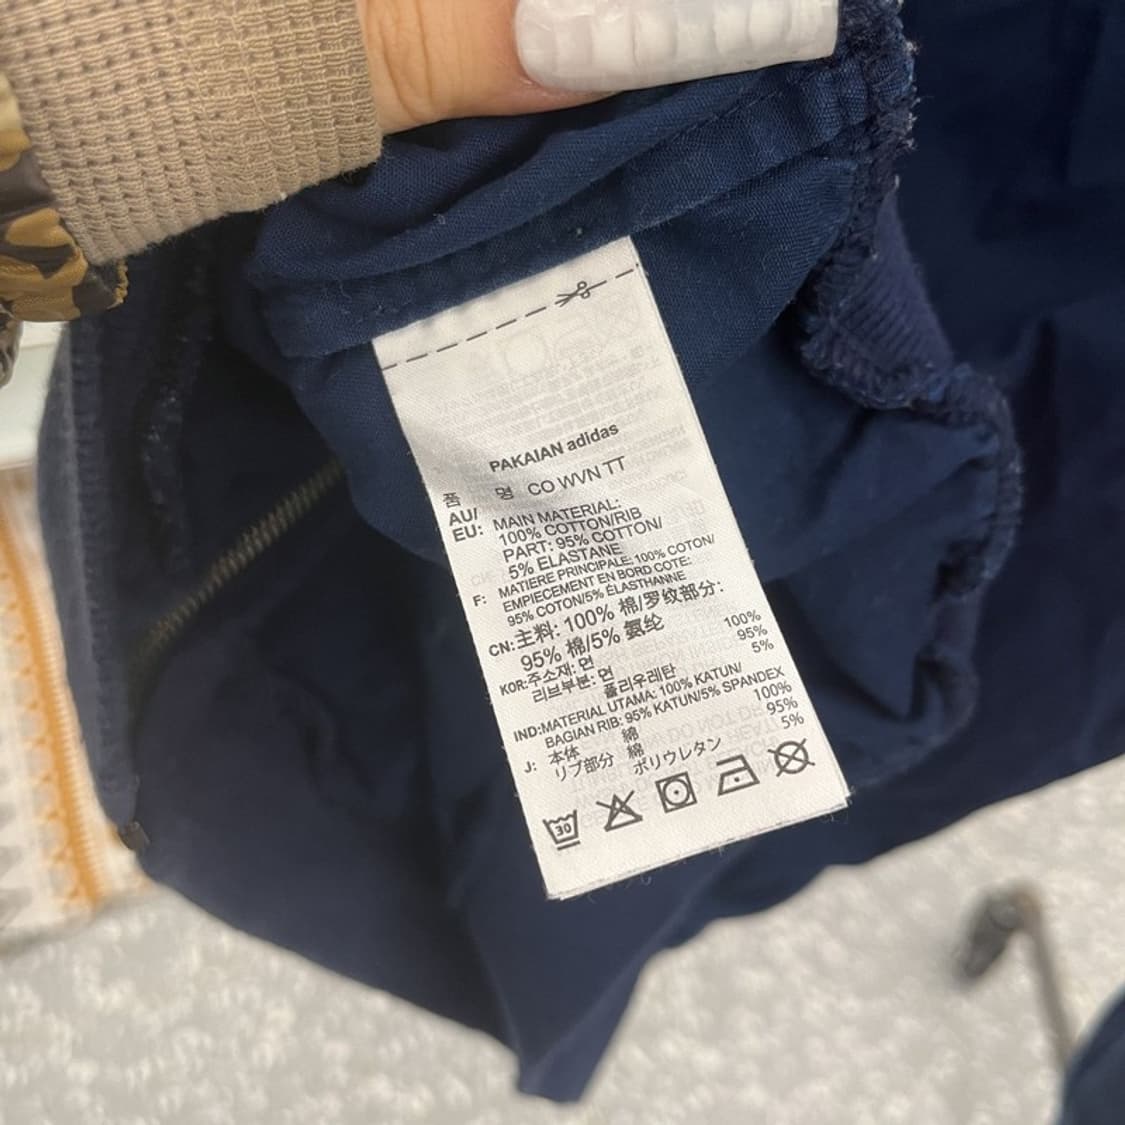 PAKAIAN adidas
품 명 CO WVN TT
AU/EU: MAIN MATERIAL:
100% COTTON/RIB
PART: 95% COTTON/
5% ELASTANE
F: MATIERE PRINCIPALE: 100% COTON/
EMPIECEMENT EN BORD COTE:
95% COTON/5% ÉLASTHANNE
CN: 主料: 100% 棉/罗纹部分:
95% 棉/5% 氨纶
KOR: 주소재: 면 100%
리브부분: 면 95%
폴리우레탄 5%
IND: MATERIAL UTAMA: 100% KATUN/
BAGIAN RIB: 95% KATUN/5% SPANDEX
J: 本体 綿 100%
リブ部分 綿 95%
ポリウレタン 5%
30